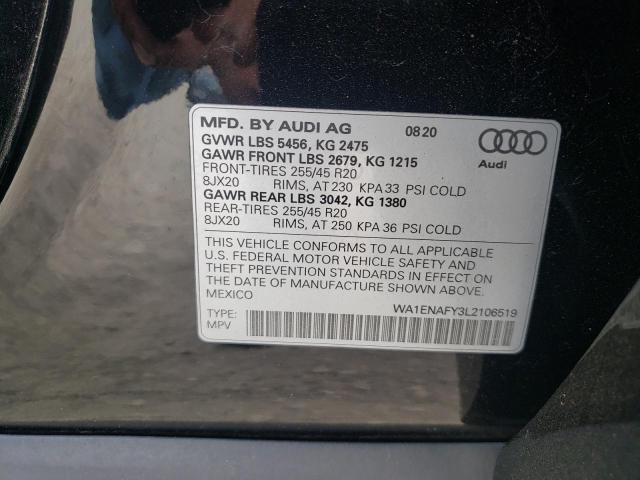 MFD. BY AUDI AG 08 20
GVWR LBS 5456, KG 2475
GAWR FRONT LBS 2679, KG 1215
FRONT-TIRES 255/45 R20
8JX20 RIMS, AT 230 KPA 33 PSI COLD
GAWR REAR LBS 3042, KG 1380
REAR-TIRES 255/45 R20
8JX20 RIMS, AT 250 KPA 36 PSI COLD
Audi
THIS VEHICLE CONFORMS TO ALL APPLICABLE
U.S. FEDERAL MOTOR VEHICLE SAFETY AND
THEFT PREVENTION STANDARDS IN EFFECT ON
THE DATE OF MANUFACTURE SHOWN ABOVE.
MEXICO
WA1ENAFY3L2106519
TYPE:
MPV